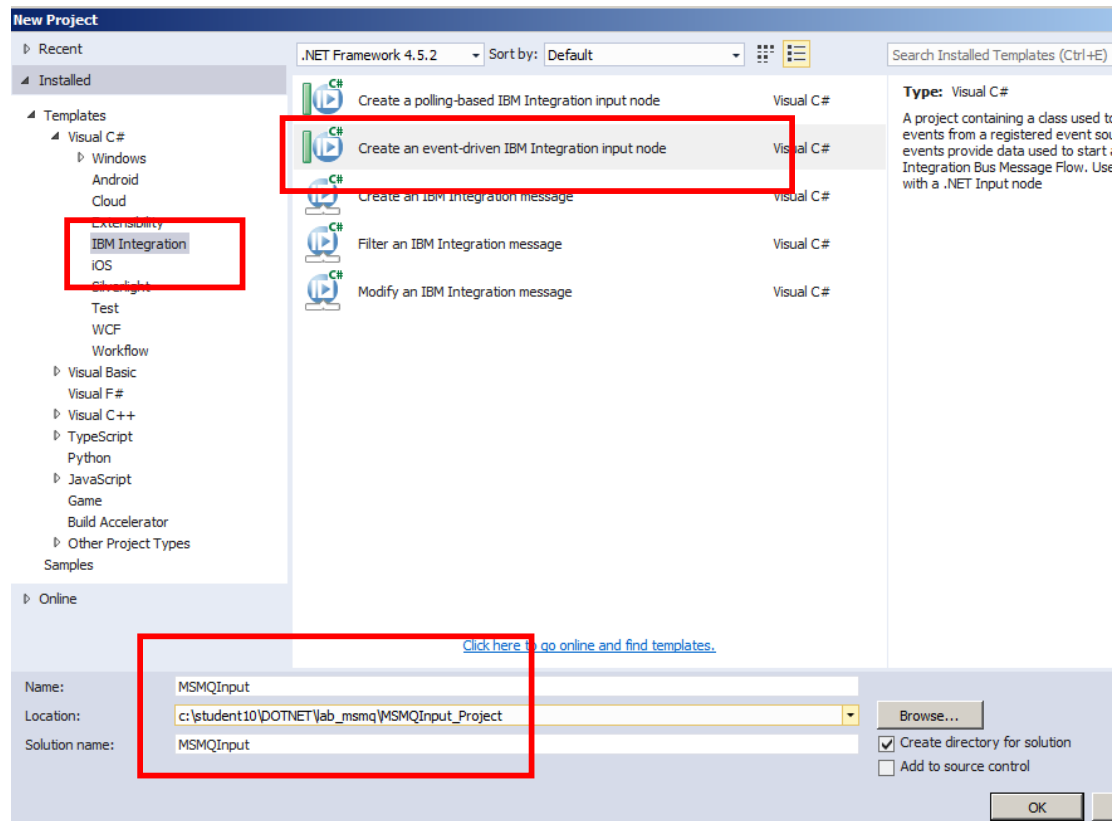 New Project
Recent
Installed
Templates
Visual C#
Windows
Android
Cloud
Extensibility
IBM Integration
iOS
Silverlight
Test
WCF
Workflow
Visual Basic
Visual F#
Visual C++
TypeScript
Python
JavaScript
Game
Build Accelerator
Other Project Types
Samples
Online
.NET Framework 4.5.2 Sort by: Default
C#
Create a polling-based IBM Integration input node Visual C#
C#
Create an event-driven IBM Integration input node Visual C#
C#
Create an IBM Integration message Visual C#
C#
Filter an IBM Integration message Visual C#
C#
Modify an IBM Integration message Visual C#
Click here to go online and find templates.
Search Installed Templates (Ctrl+E)
Type: Visual C#
A project containing a class used to
events from a registered event
events provide data used to start
Integration Bus Message Flow.
with a .NET Input node
Name: MSMQInput
Location: c:\student10\DOTNET\lab_msmq\MSMQInput_Project
Solution name: MSMQInput
Browse...
Create directory for solution
Add to source control
OK